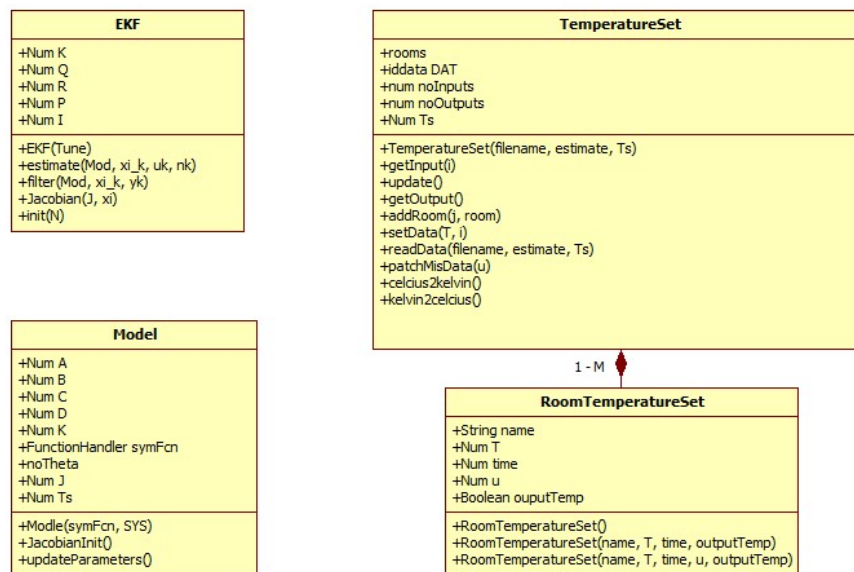 EKF
+Num K
+Num Q
+Num R
+Num P
+Num I
+EKF(Tune)
+estimate(Mod, xi_k, uk, nk)
+filter(Mod, xi_k, yk)
+Jacobian(J, xi)
+init(N)
TemperatureSet
+rooms
+iddata DAT
+num noInputs
+num noOutputs
+Num Ts
+TemperatureSet(filename, estimate, Ts)
+getInput(i)
+update()
+getOutput()
+addRoom(j, room)
+setData(T, i)
+readData(filename, estimate, Ts)
+patchMisData(u)
+celcius2kelvin()
+kelvin2celcius()
Model
+Num A
+Num B
+Num C
+Num D
+Num K
+FunctionHandler symFcn
+noTheta
+Num J
+Num Ts
+Modle(symFcn, SYS)
+JacobianInit()
+updateParameters()
1 - M
RoomTemperatureSet
+String name
+Num T
+Num time
+Num u
+Boolean ouputTemp
+RoomTemperatureSet()
+RoomTemperatureSet(name, T, time, outputTemp)
+RoomTemperatureSet(name, T, time, u, outputTemp)